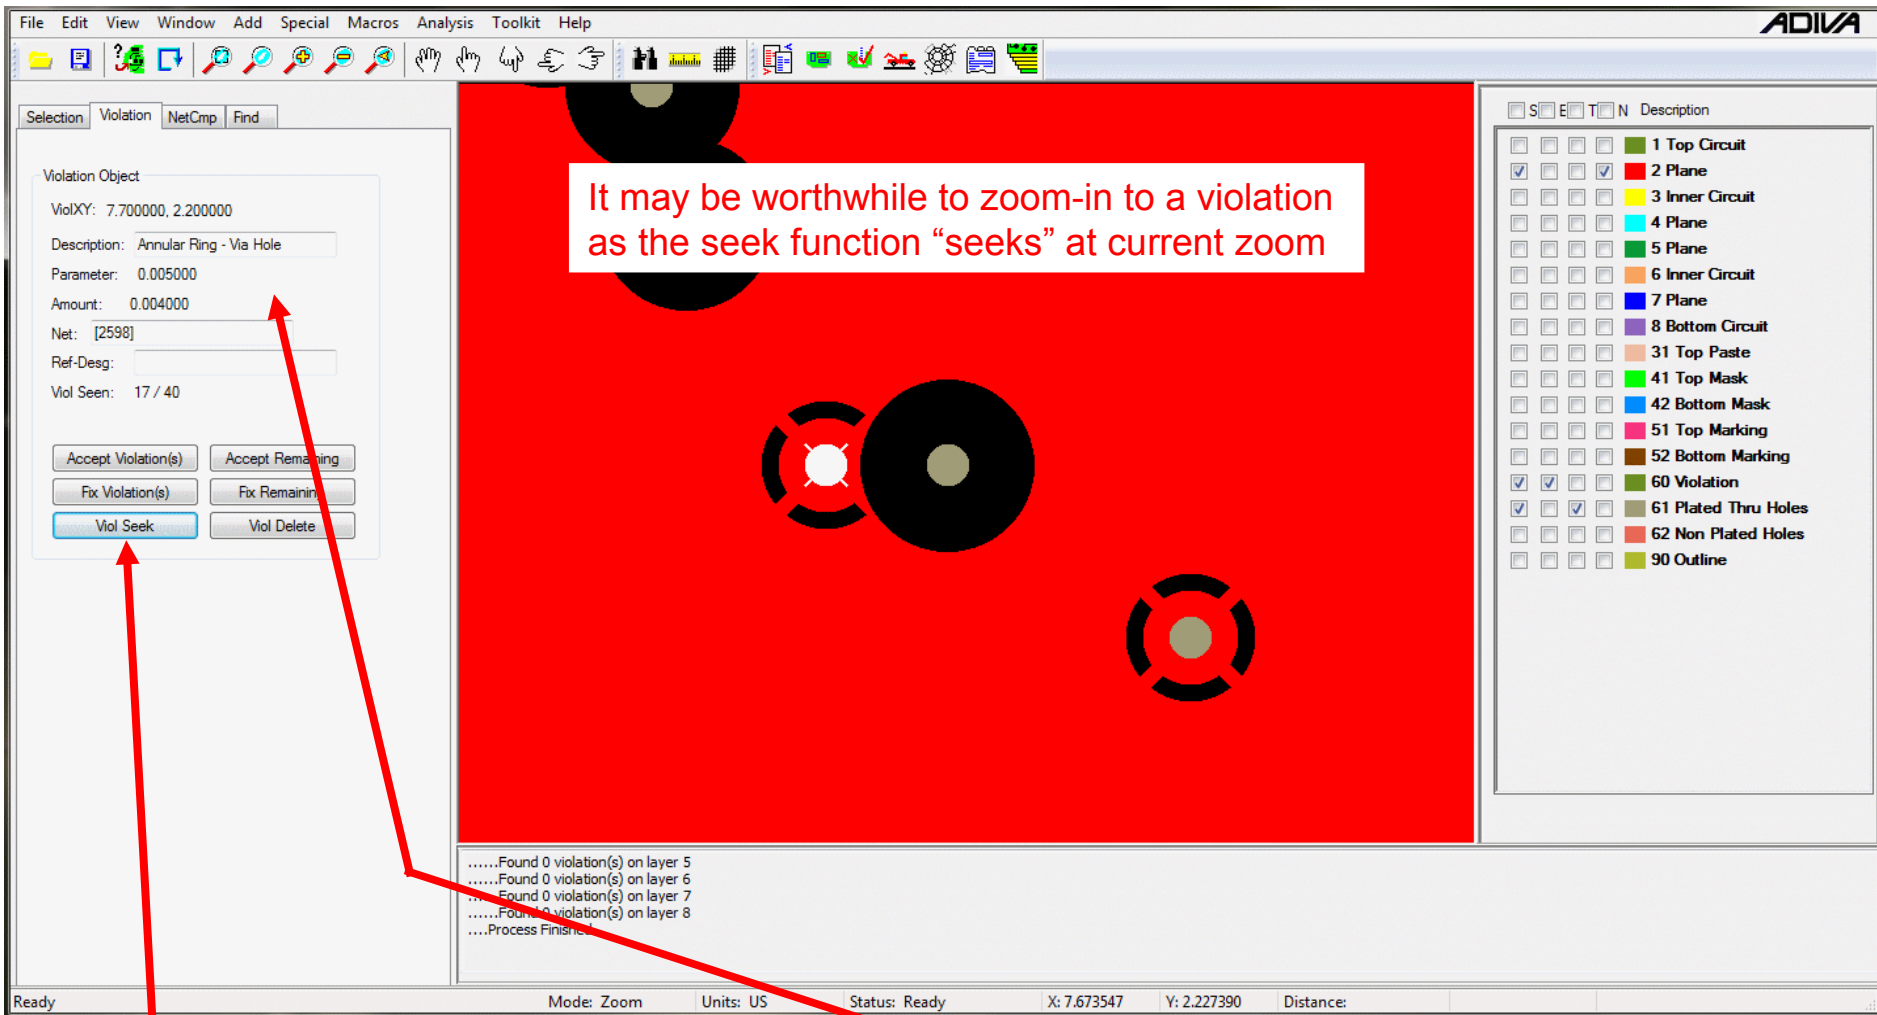 File Edit View Window Add Special Macros Analysis Toolkit Help
ADIVA
Selection Violation NetCmp Find
Violation Object
ViolXY: 7.700000, 2.200000
Description: Annular Ring - Via Hole
Parameter: 0.005000
Amount: 0.004000
Net: [2598]
Ref-Desg:
Viol Seen: 17 / 40
Accept Violation(s) Accept Remaining
Fix Violation(s) Fix Remaining
Viol Seek Viol Delete
It may be worthwhile to zoom-in to a violation
as the seek function “seeks” at current zoom
S E T N Description
1 Top Circuit
2 Plane
3 Inner Circuit
4 Plane
5 Plane
6 Inner Circuit
7 Plane
8 Bottom Circuit
31 Top Paste
41 Top Mask
42 Bottom Mask
51 Top Marking
52 Bottom Marking
60 Violation
61 Plated Thru Holes
62 Non Plated Holes
90 Outline
......Found 0 violation(s) on layer 5
......Found 0 violation(s) on layer 6
......Found 0 violation(s) on layer 7
......Found 0 violation(s) on layer 8
....Process Finished
Ready Mode: Zoom Units: US Status: Ready X: 7.673547 Y: 2.227390 Distance: